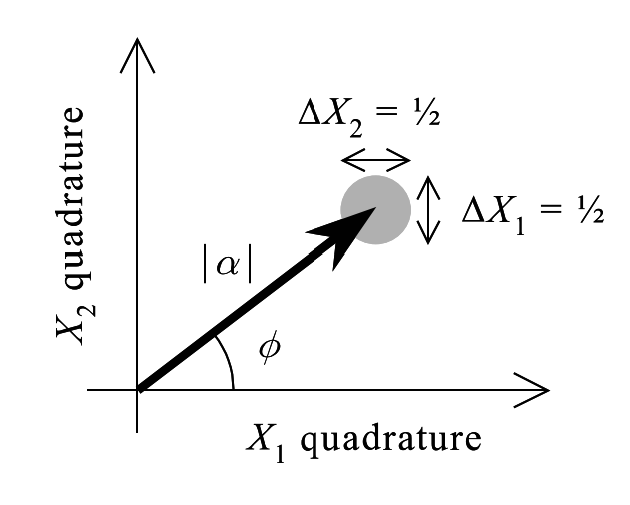 ΔX₂ = ½
ΔX₁ = ½
|α|
ϕ
X₂ quadrature
X₁ quadrature